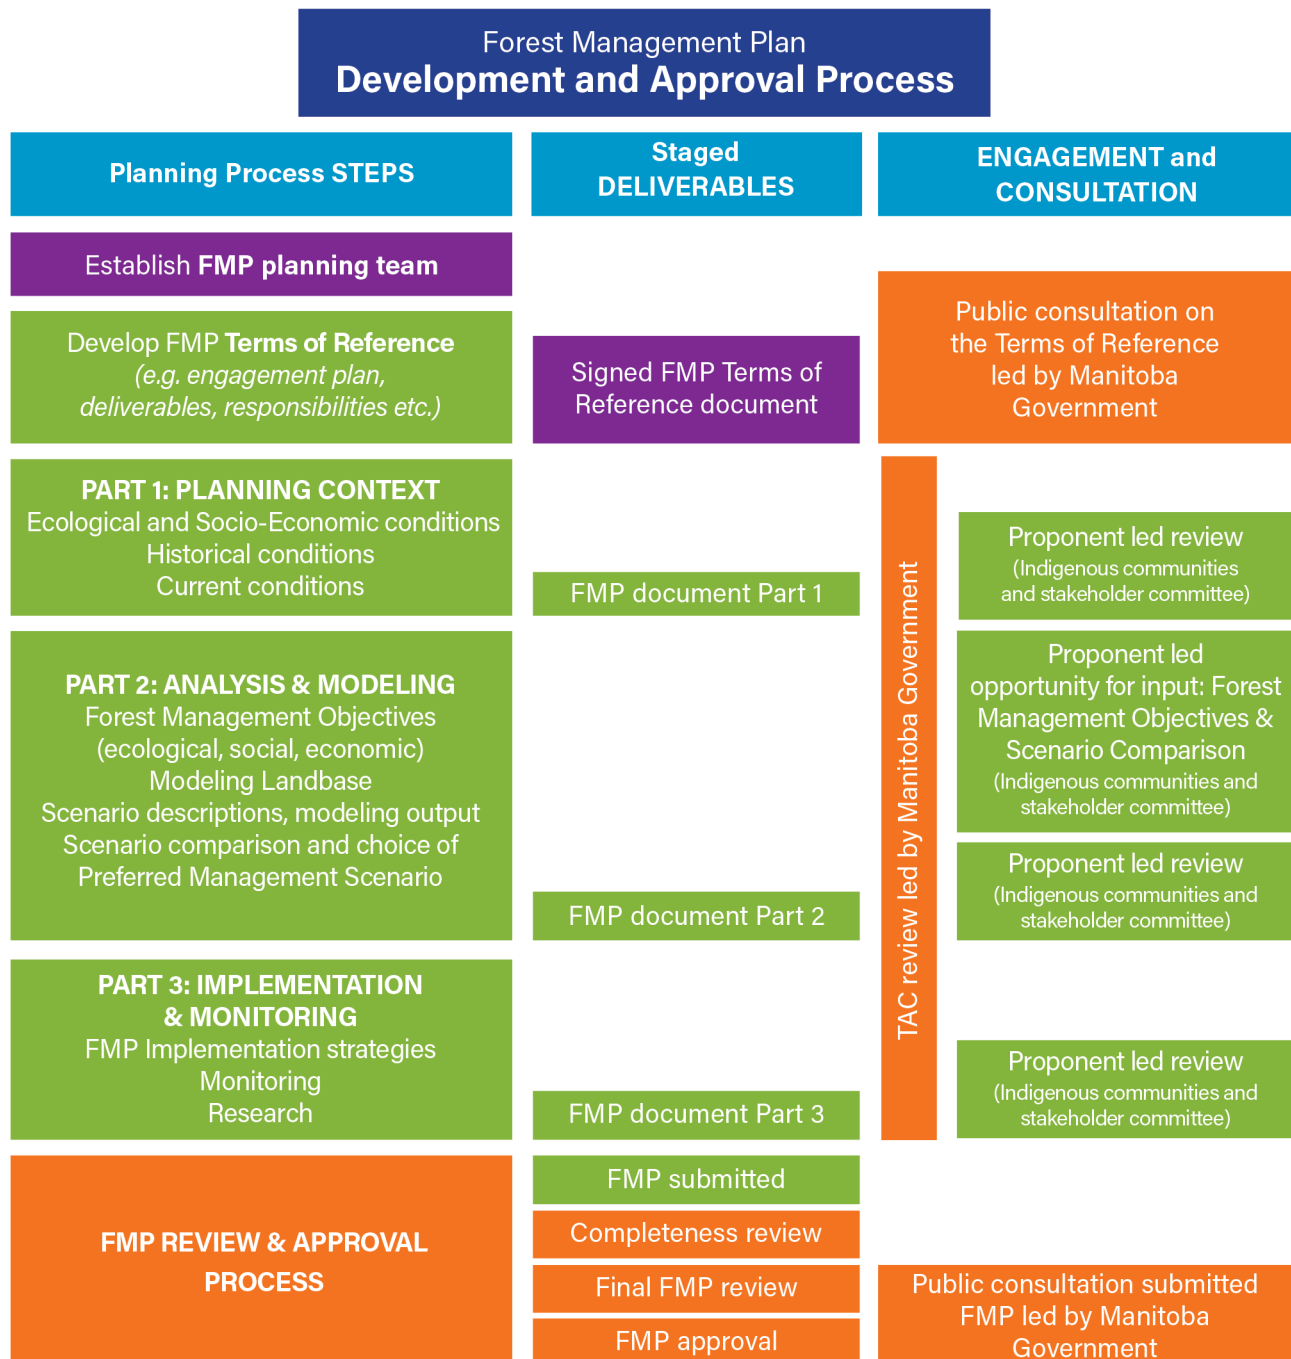 Forest Management Plan
Development and Approval Process
Planning Process STEPS
Staged
DELIVERABLES
ENGAGEMENT and
CONSULTATION
Establish FMP planning team
Develop FMP Terms of Reference
(e.g. engagement plan,
deliverables, responsibilities etc.)
Signed FMP Terms of
Reference document
Public consultation on
the Terms of Reference
led by Manitoba
Government
PART 1: PLANNING CONTEXT
Ecological and Socio-Economic conditions
Historical conditions
Current conditions
FMP document Part 1
TAC review led by Manitoba Government
Proponent led review
(Indigenous communities
and stakeholder committee)
PART 2: ANALYSIS & MODELING
Forest Management Objectives
(ecological, social, economic)
Modeling Landbase
Scenario descriptions, modeling output
Scenario comparison and choice of
Preferred Management Scenario
FMP document Part 2
Proponent led
opportunity for input: Forest
Management Objectives &
Scenario Comparison
(Indigenous communities and
stakeholder committee)
Proponent led review
(Indigenous communities and
stakeholder committee)
PART 3: IMPLEMENTATION
& MONITORING
FMP Implementation strategies
Monitoring
Research
FMP document Part 3
Proponent led review
(Indigenous communities and
stakeholder committee)
FMP REVIEW & APPROVAL
PROCESS
FMP submitted
Completeness review
Final FMP review
FMP approval
Public consultation submitted
FMP led by Manitoba
Government